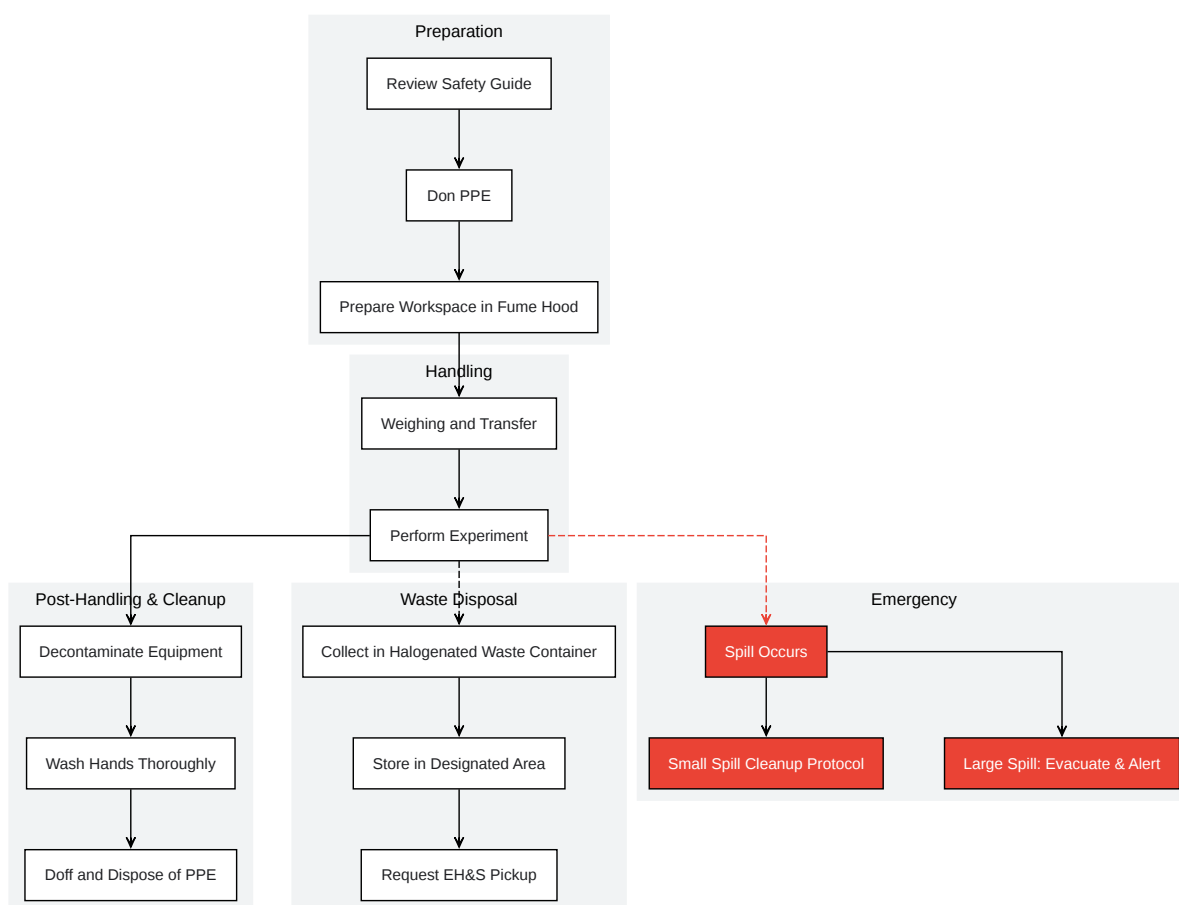 Preparation
Review Safety Guide
Don PPE
Prepare Workspace in Fume Hood
Handling
Weighing and Transfer
Perform Experiment
Post-Handling & Cleanup
Decontaminate Equipment
Wash Hands Thoroughly
Doff and Dispose of PPE
Waste Disposal
Collect in Halogenated Waste Container
Store in Designated Area
Request EH&S Pickup
Emergency
Spill Occurs
Small Spill Cleanup Protocol
Large Spill: Evacuate & Alert